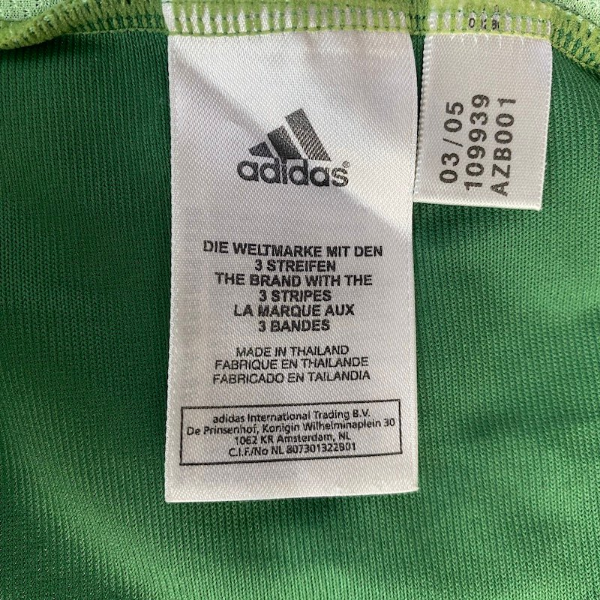 adidas®
DIE WELTMARKE MIT DEN
3 STREIFEN
THE BRAND WITH THE
3 STRIPES
LA MARQUE AUX
3 BANDES
MADE IN THAILAND
FABRIQUE EN THAILANDE
FABRICADO EN TAILANDIA
adidas International Trading B.V.
De Prinsenhof, Konigin Wilhelminaplein 30
1062 KR Amsterdam, NL
C.I.F./No NL 807301322B01
03/05
109939
AZB001